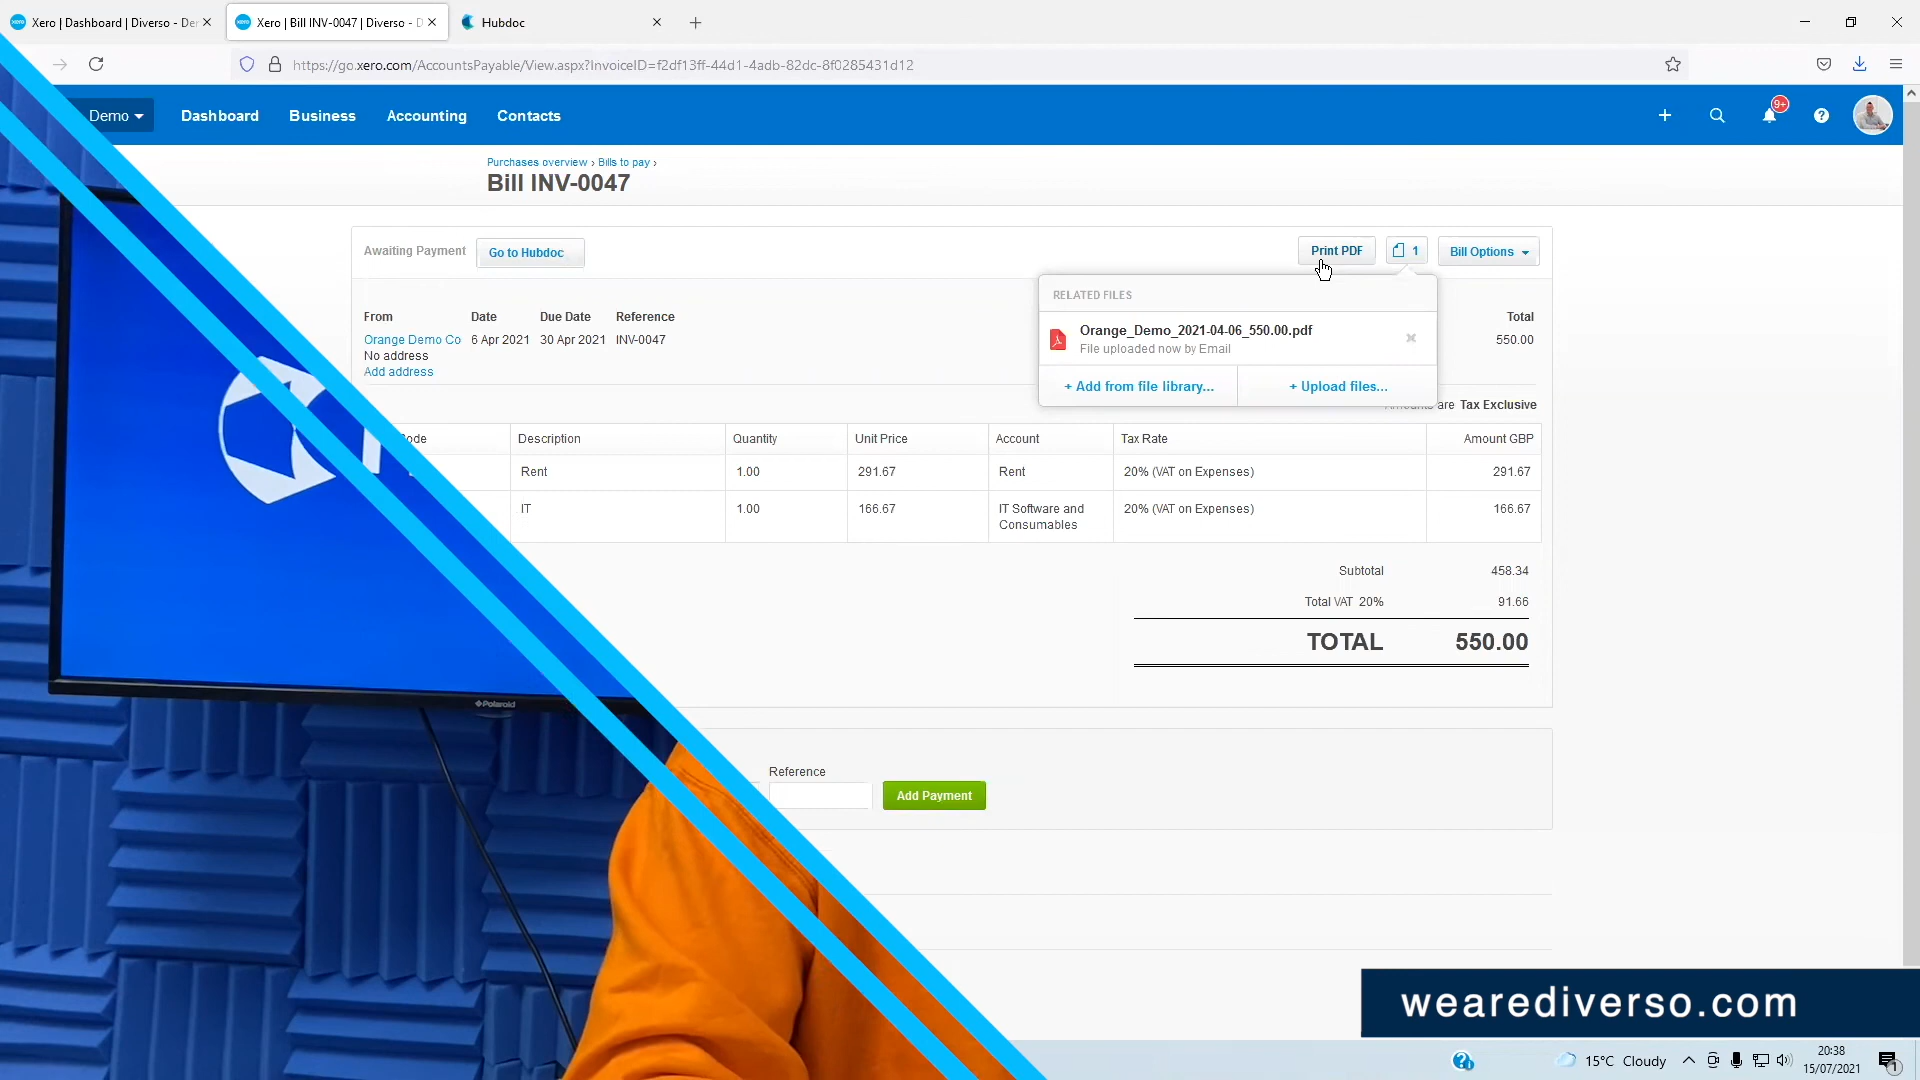 Xero | Dashboard | Diverso - Der
Xero | Bill INV-0047 | Diverso - D
Hubdoc
https://go.xero.com/AccountsPayable/View.aspx?InvoiceID=f2df13ff-44d1-4adb-82dc-8f0285431d12
Demo
Dashboard
Business
Accounting
Contacts
9+
Purchases overview › Bills to pay ›
Bill INV-0047
Awaiting Payment
Go to Hubdoc
Print PDF
1
Bill Options
RELATED FILES
Orange_Demo_2021-04-06_550.00.pdf
File uploaded now by Email
+ Add from file library...
+ Upload files...
From Date Due Date Reference Total
Orange Demo Co 6 Apr 2021 30 Apr 2021 INV-0047 550.00
No address
Add address
are Tax Exclusive
Description Quantity Unit Price Account Tax Rate Amount GBP
Rent 1.00 291.67 Rent 20% (VAT on Expenses) 291.67
IT 1.00 166.67 IT Software and Consumables 20% (VAT on Expenses) 166.67
Subtotal 458.34
Total VAT 20% 91.66
TOTAL 550.00
Polaroid
Reference
Add Payment
wearediverso.com
15°C Cloudy
20:38
15/07/2021
1